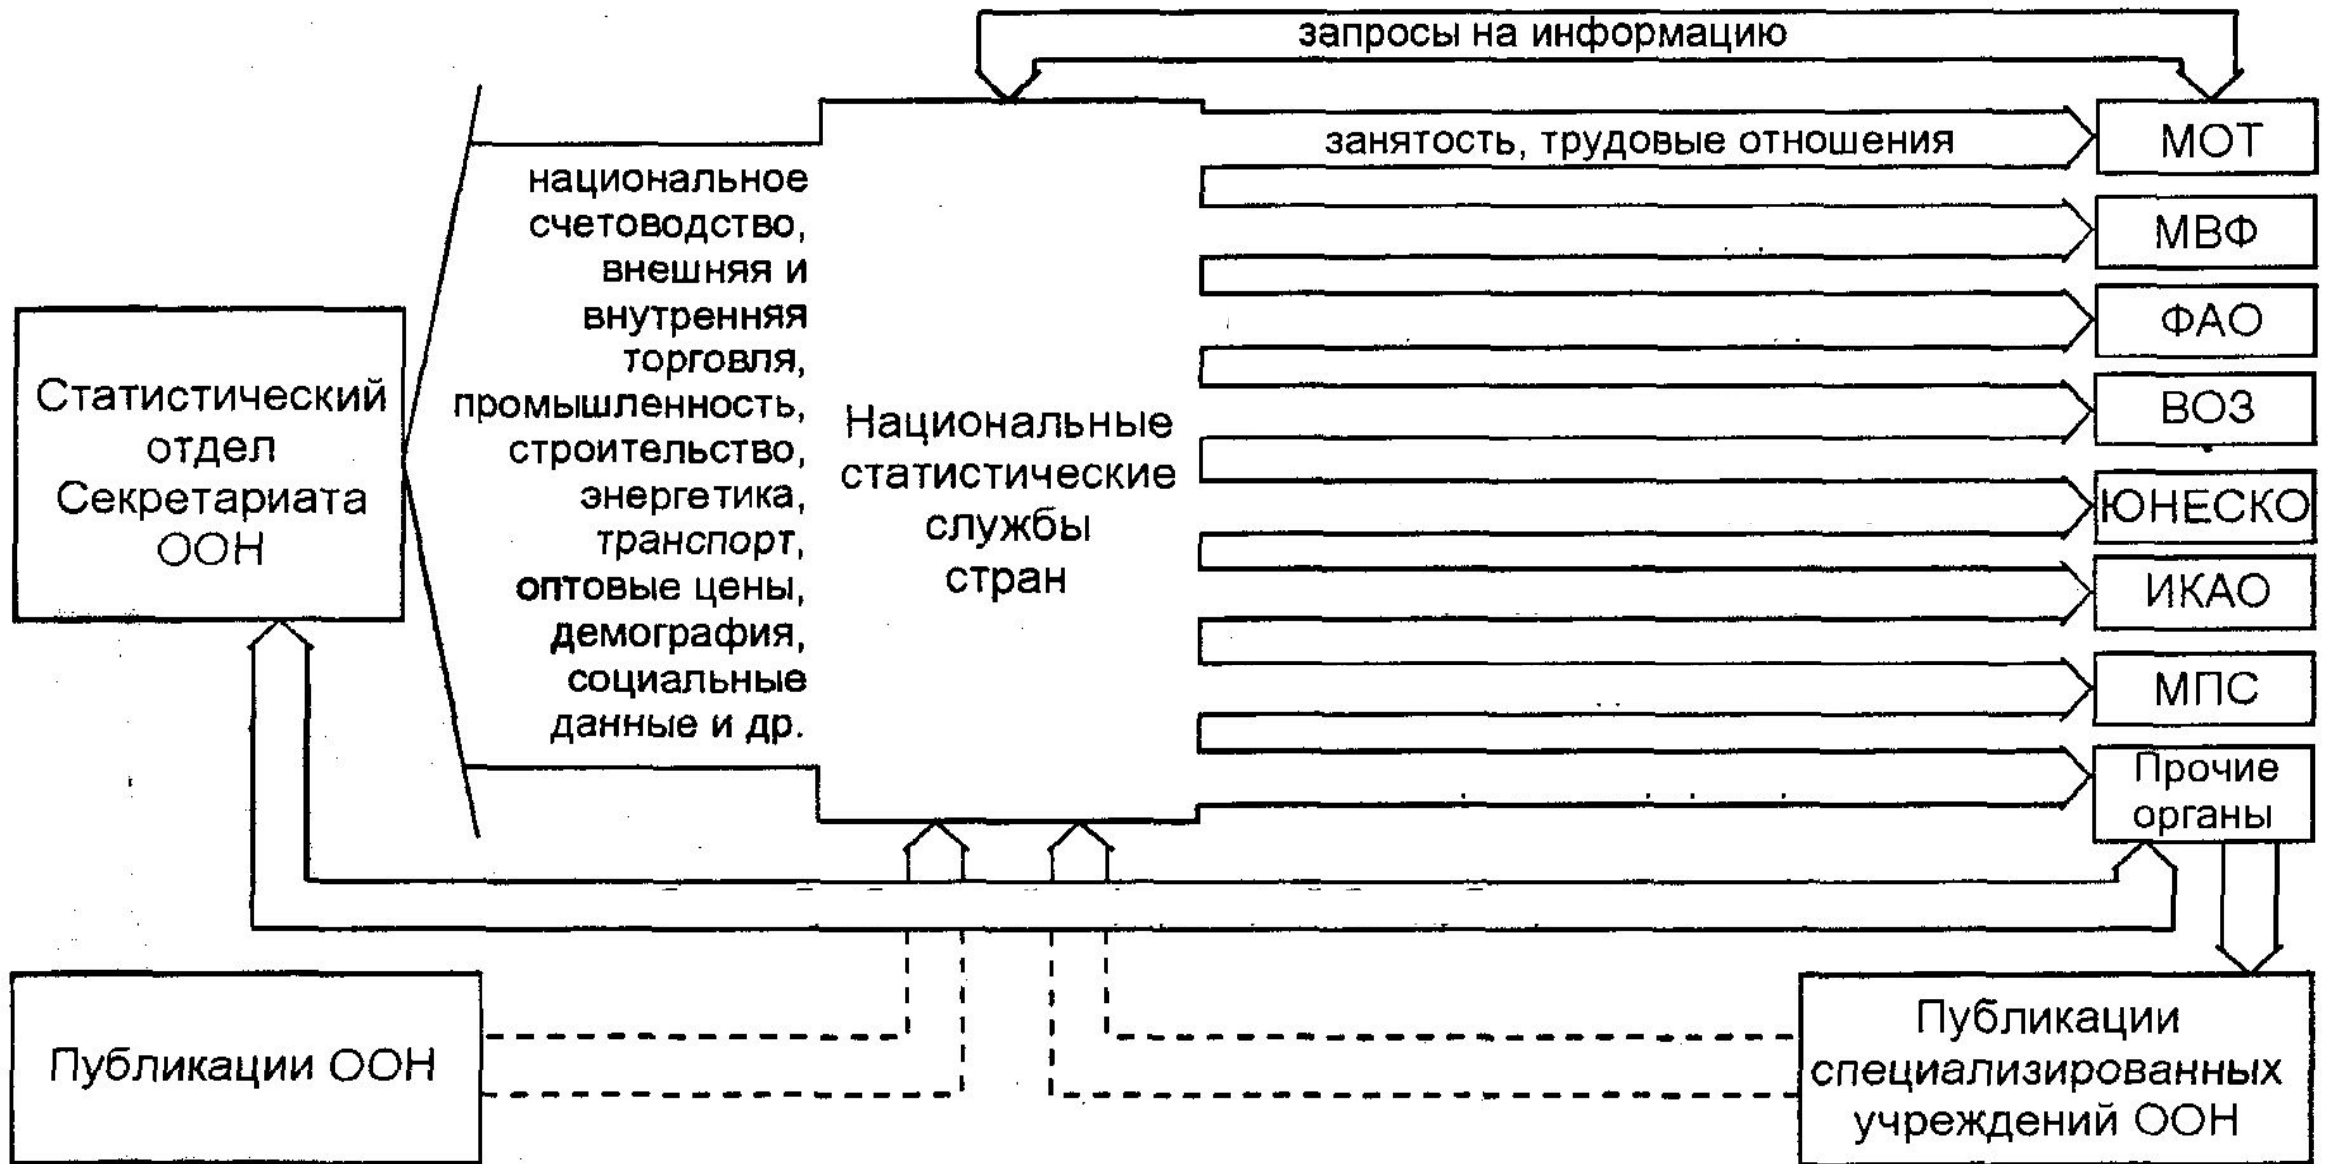 запросы на информацию
занятость, трудовые отношения
МОТ
МВФ
ФАО
ВОЗ
ЮНЕСКО
ИКАО
МПС
Прочие
органы
национальное
счетоводство,
внешняя и
внутренняя
торговля,
промышленность,
строительство,
энергетика,
транспорт,
оптовые цены,
демография,
социальные
данные и др.
Статистический
отдел
Секретариата
ООН
Национальные
статистические
службы
стран
Публикации ООН
Публикации
специализированных
учреждений ООН